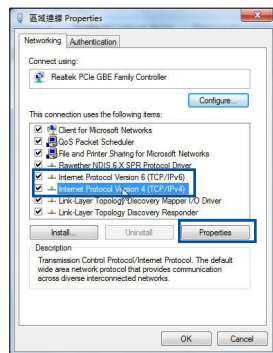 區域連線 Properties
Networking
Authentication
Connect using:
Realtek PCIe GBE Family Controller
Configure...
This connection uses the following items:
Client for Microsoft Networks
QoS Packet Scheduler
File and Printer Sharing for Microsoft Networks
Rawether NDIS 6.X SPR Protocol Driver
Internet Protocol Version 6 (TCP/IPv6)
Internet Protocol Version 4 (TCP/IPv4)
Link-Layer Topology Discovery Mapper I/O Driver
Link-Layer Topology Discovery Responder
Install...
Uninstall
Properties
Description
Transmission Control Protocol/Internet Protocol. The default
wide area network protocol that provides communication
across diverse interconnected networks.
OK
Cancel